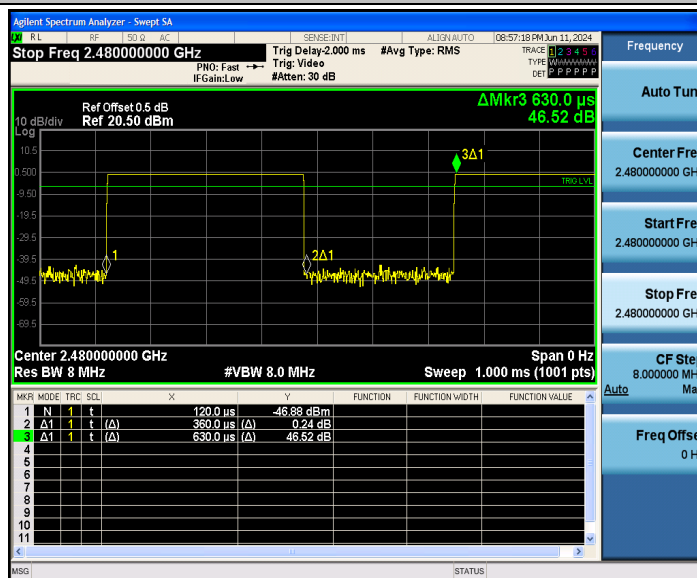 Agilent Spectrum Analyzer - Swept SA
LXI RL RF 50 Ω AC SENSE:INT ALIGN AUTO 08:57:18 PM Jun 11, 2024
Stop Freq 2.480000000 GHz
PNO: Fast
IFGain:Low
Trig Delay-2.000 ms
Trig: Video
#Atten: 30 dB
#Avg Type: RMS
TRACE 1 2 3 4 5 6
TYPE W
DET P P P P P P
Frequency
Auto Tun
Center Fre
2.480000000 GH
Start Fre
2.480000000 GH
Stop Fre
2.480000000 GH
CF Ste
8.000000 MH
Auto Ma
Freq Offse
0 H
ΔMkr3 630.0 µs
46.52 dB
Ref Offset 0.5 dB
10 dB/div Ref 20.50 dBm
Log
10.5
0.500
-9.50
-19.5
-29.5
-39.5
-49.5
-59.5
-69.5
3Δ1
TRIG LVL
1
2Δ1
Center 2.480000000 GHz Span 0 Hz
Res BW 8 MHz #VBW 8.0 MHz Sweep 1.000 ms (1001 pts)
MKR MODE TRC SCL X Y FUNCTION FUNCTION WIDTH FUNCTION VALUE
1 N 1 t 120.0 µs -46.88 dBm
2 Δ1 1 t (Δ) 360.0 µs (Δ) 0.24 dB
3 Δ1 1 t (Δ) 630.0 µs (Δ) 46.52 dB
4
5
6
7
8
9
10
11
MSG STATUS